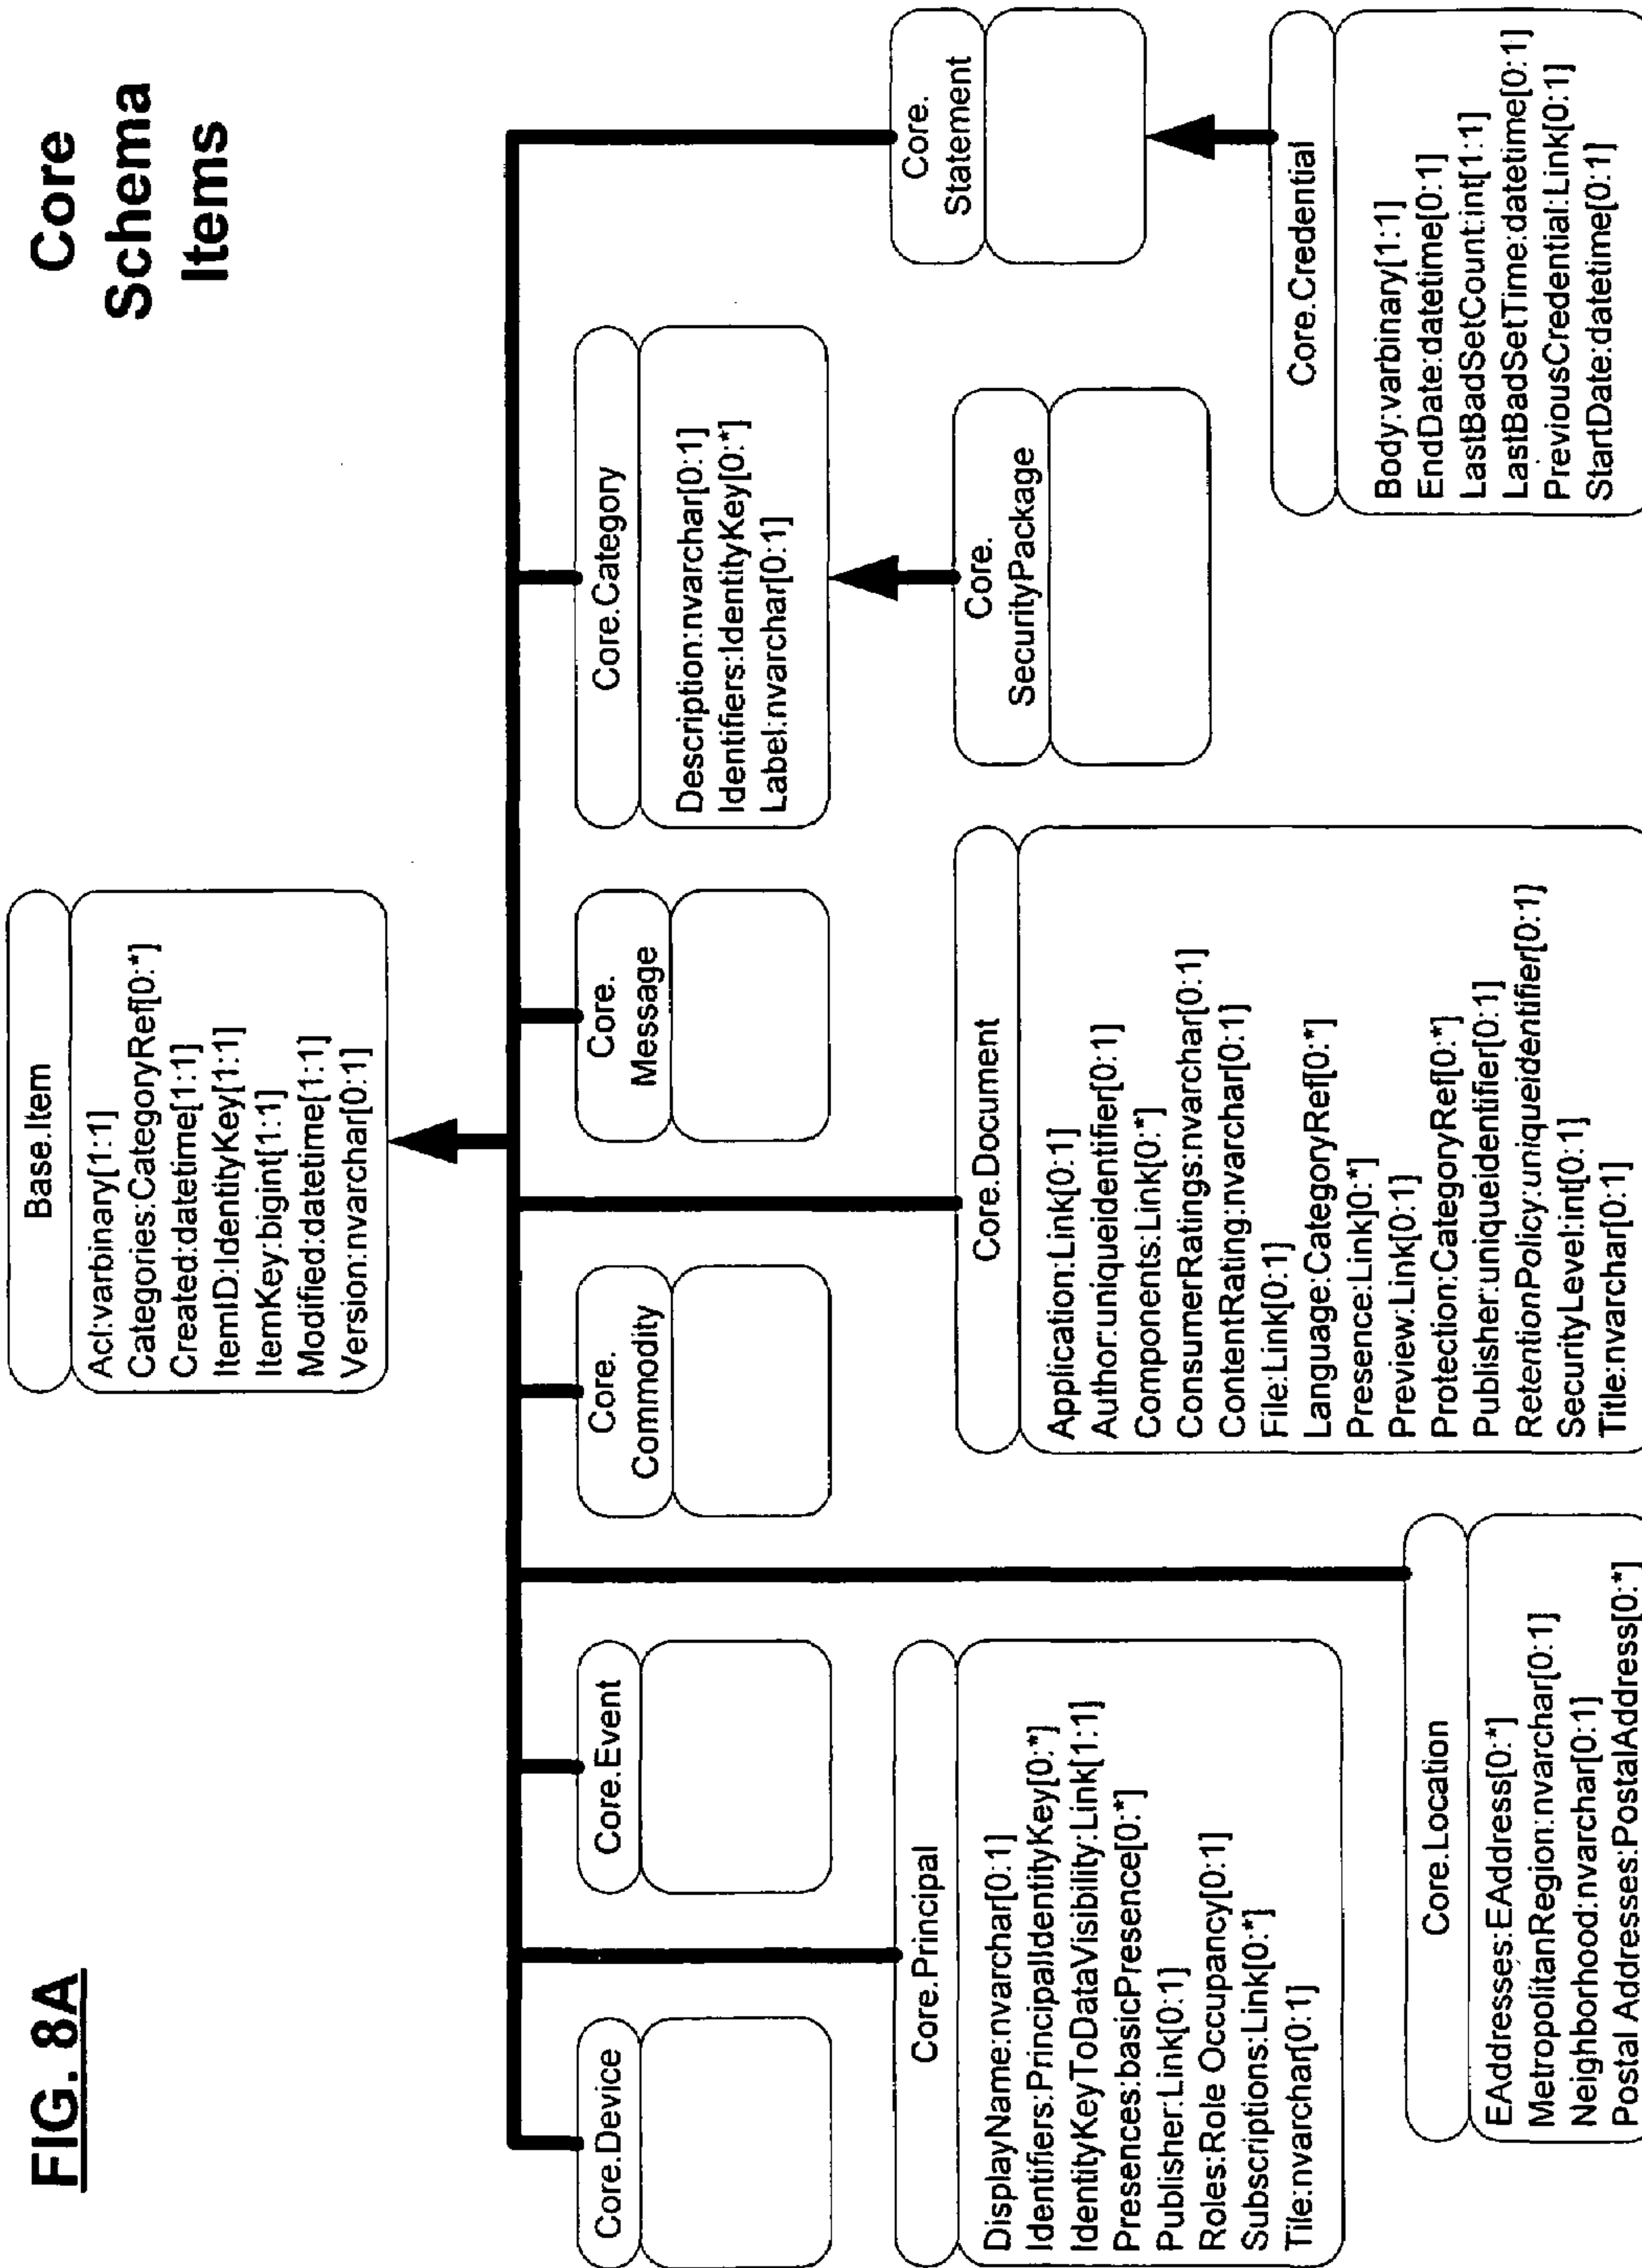 FIG. 8A
Core
Schema
Items
Base.Item
Acl:varbinary[1:1]
Categories:CategoryRef[0:*]
Created:datetime[1:1]
ItemID:IdentityKey[1:1]
ItemKey:bigint[1:1]
Modified:datetime[1:1]
Version:nvarchar[0:1]
Core.Device
Core.Event
Core.
Commodity
Core.
Message
Core.Category
Description:nvarchar[0:1]
Identifiers:IdentityKey[0:*]
Label:nvarchar[0:1]
Core.
Statement
Core.Principal
DisplayName:nvarchar[0:1]
Identifiers:PrincipalIdentityKey[0:*]
IdentityKeyToDataVisibility:Link[1:1]
Presences:basicPresence[0:*]
Publisher:Link[0:1]
Roles:Role Occupancy[0:1]
Subscriptions:Link[0:*]
Tile:nvarchar[0:1]
Core.Document
Application:Link[0:1]
Author:uniqueidentifier[0:1]
Components:Link[0:*]
ConsumerRatings:nvarchar[0:1]
ContentRating:nvarchar[0:1]
File:Link[0:1]
Language:CategoryRef[0:*]
Presence:Link]0:*]
Preview:Link[0:1]
Protection:CategoryRef[0:*]
Publisher:uniqueidentifier[0:1]
RetentionPolicy:uniqueidentifier[0:1]
SecurityLevel:int[0:1]
Title:nvarchar[0:1]
Core.
SecurityPackage
Core.Location
EAddresses:EAddress[0:*]
MetropolitanRegion:nvarchar[0:1]
Neighborhood:nvarchar[0:1]
Postal Addresses:PostalAddress[0:*]
Core.Credential
Body:varbinary[1:1]
EndDate:datetime[0:1]
LastBadSetCount:int[1:1]
LastBadSetTime:datetime[0:1]
PreviousCredential:Link[0:1]
StartDate:datetime[0:1]